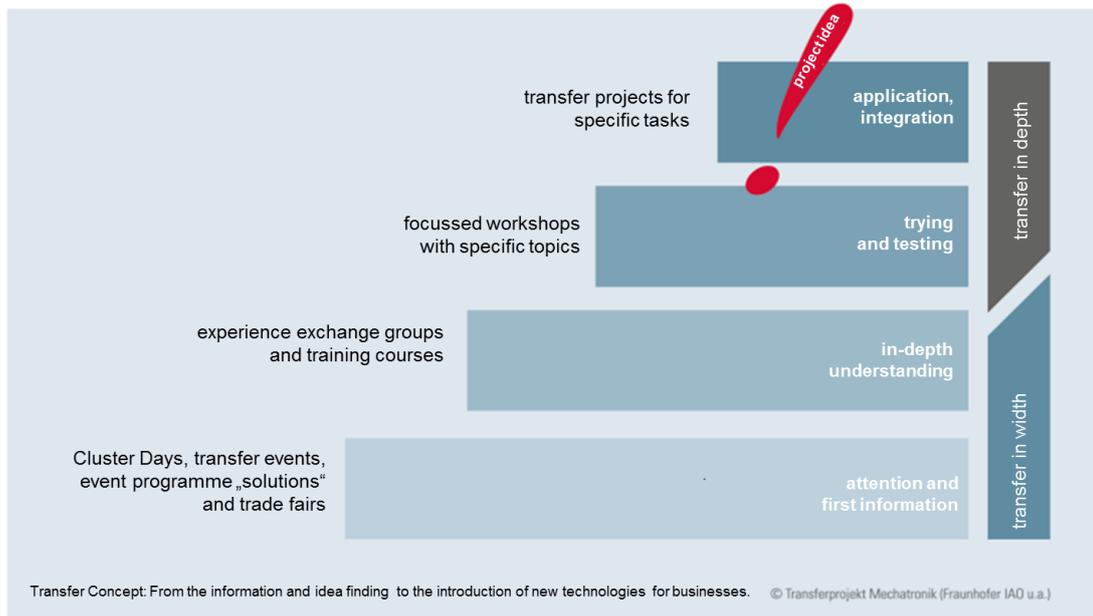 project idea
transfer projects for
specific tasks
application,
integration
transfer in depth
focussed workshops
with specific topics
trying
and testing
experience exchange groups
and training courses
in-depth
understanding
transfer in width
Cluster Days, transfer events,
event programme „solutions“
and trade fairs
attention and
first information
Transfer Concept: From the information and idea finding to the introduction of new technologies for businesses.
© Transferprojekt Mechatronik (Fraunhofer IAO u.a.)